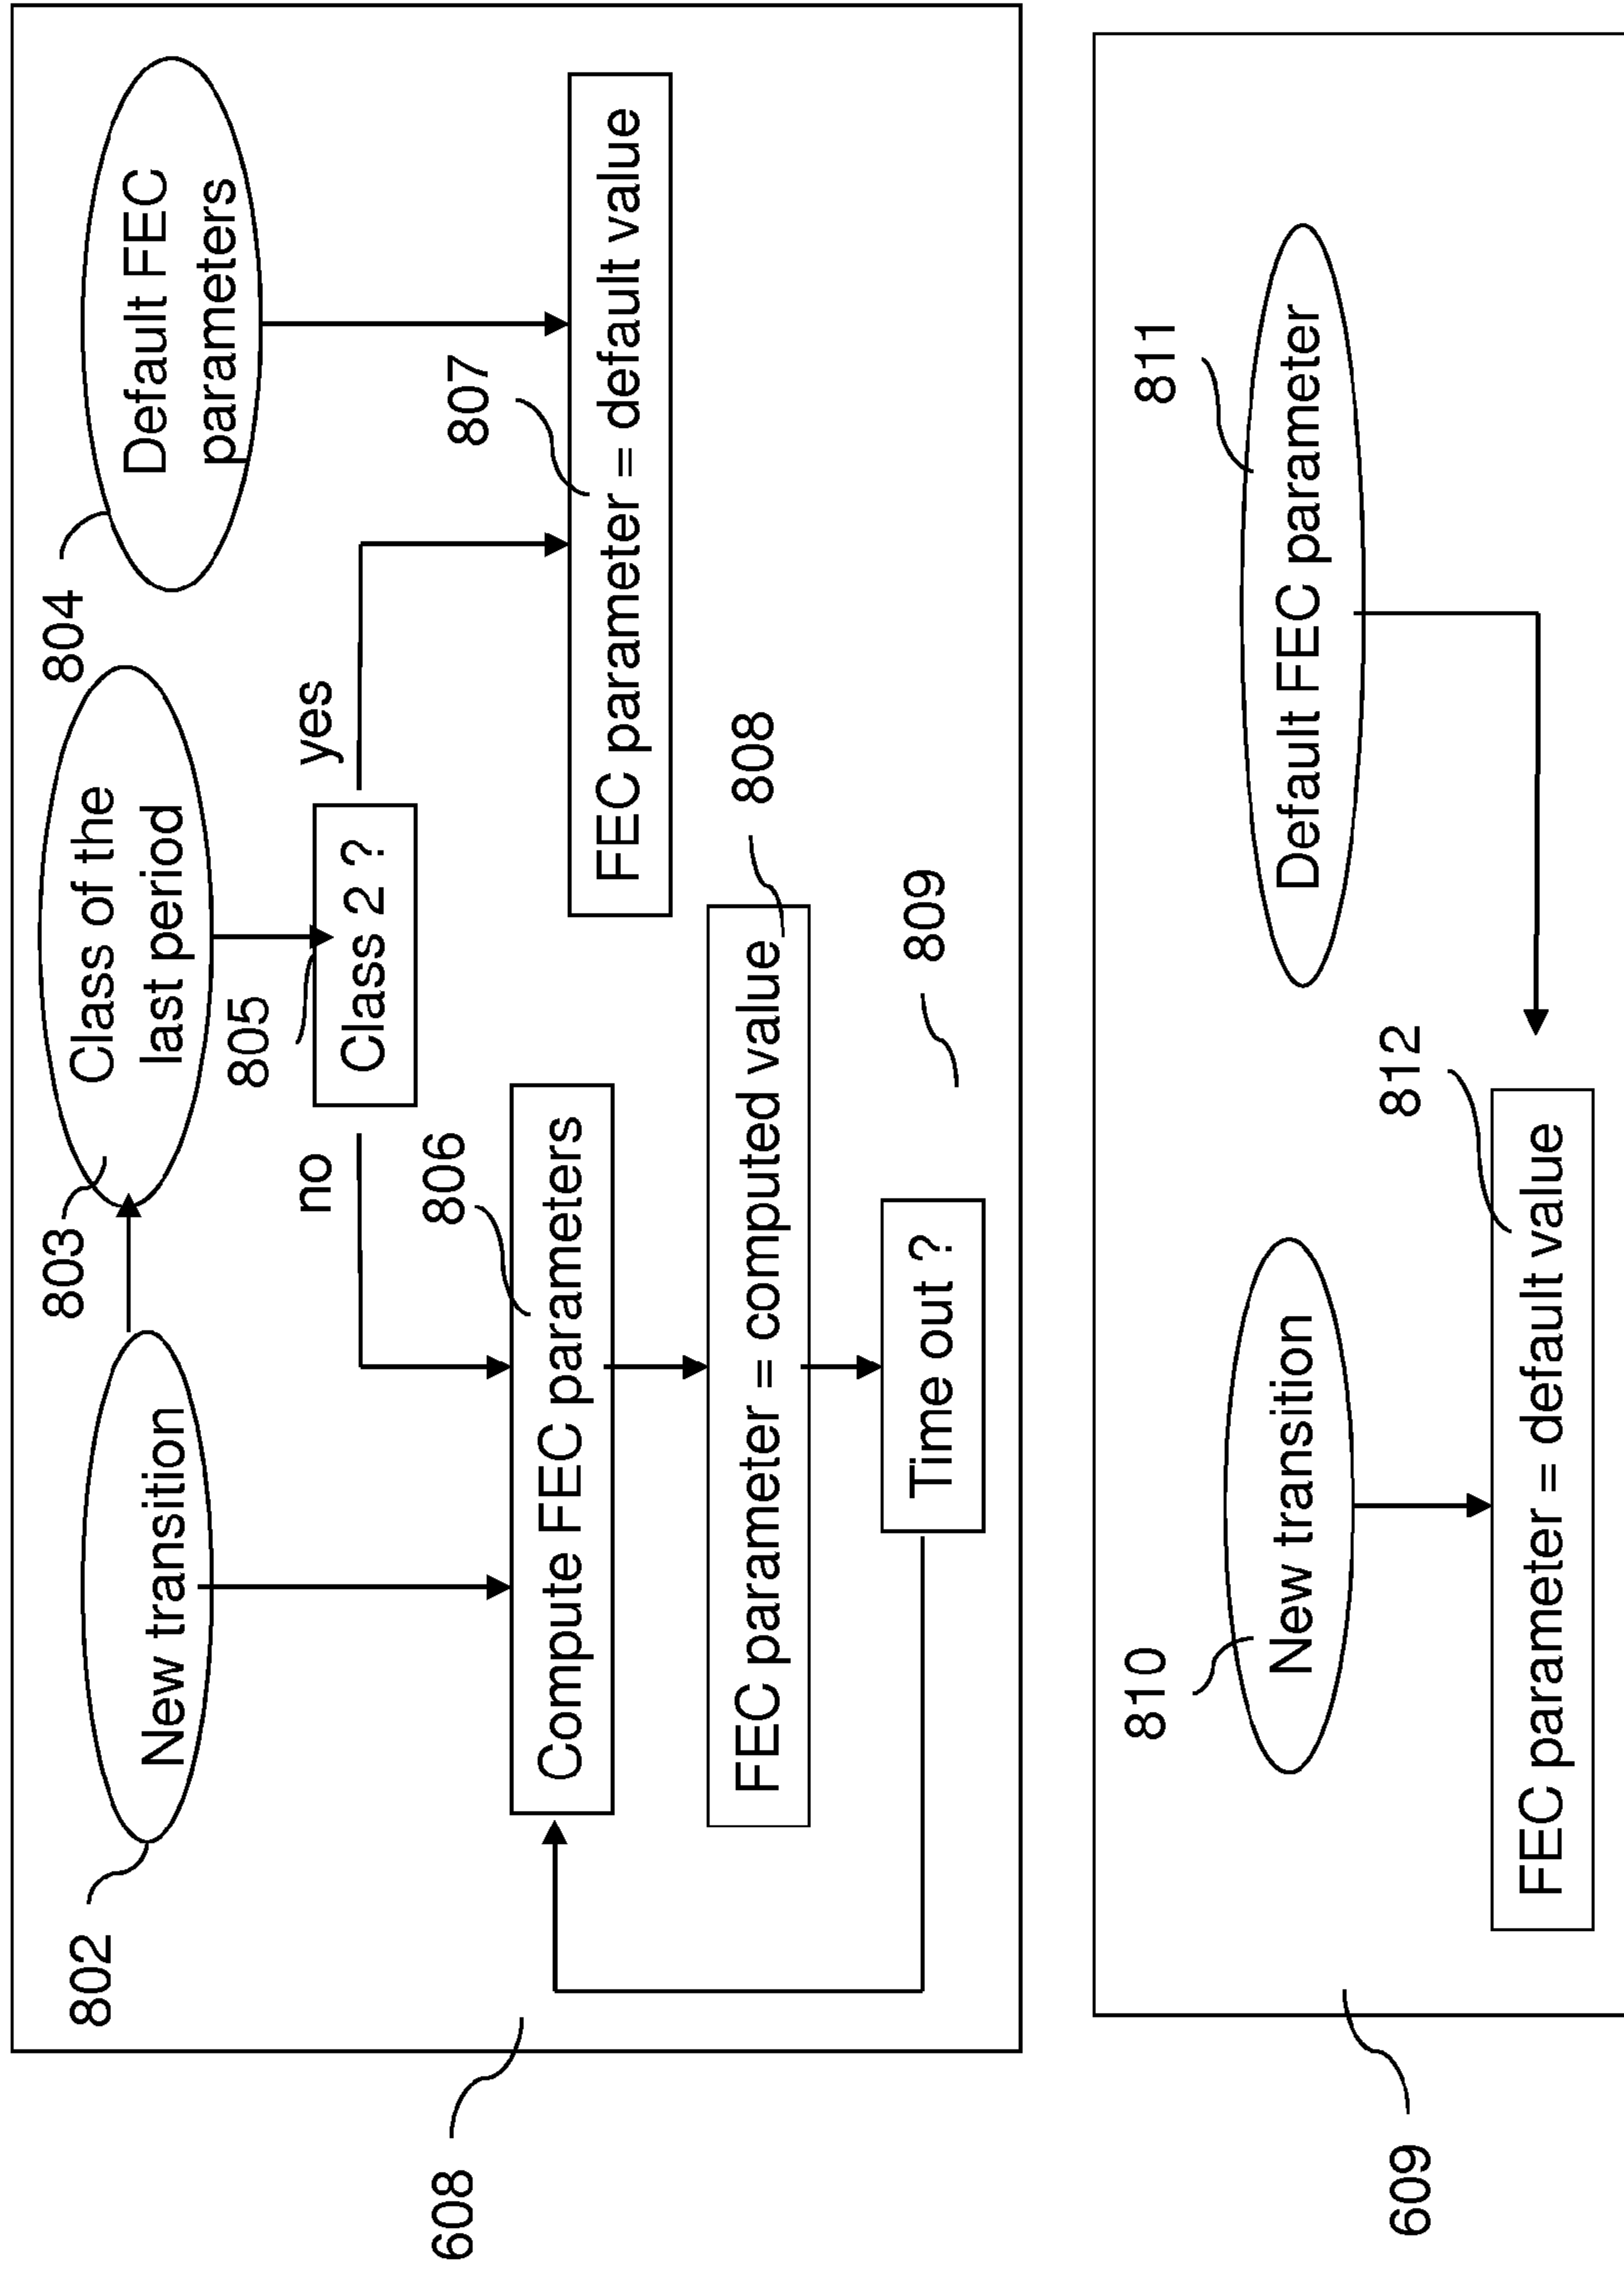 802
New transition
803
Class of the
last period
804
Default FEC
parameters
805
Class 2 ?
no
yes
806
Compute FEC parameters
807
FEC parameter = default value
808
FEC parameter = computed value
809
Time out ?
608
810
New transition
811
Default FEC parameter
812
FEC parameter = default value
609